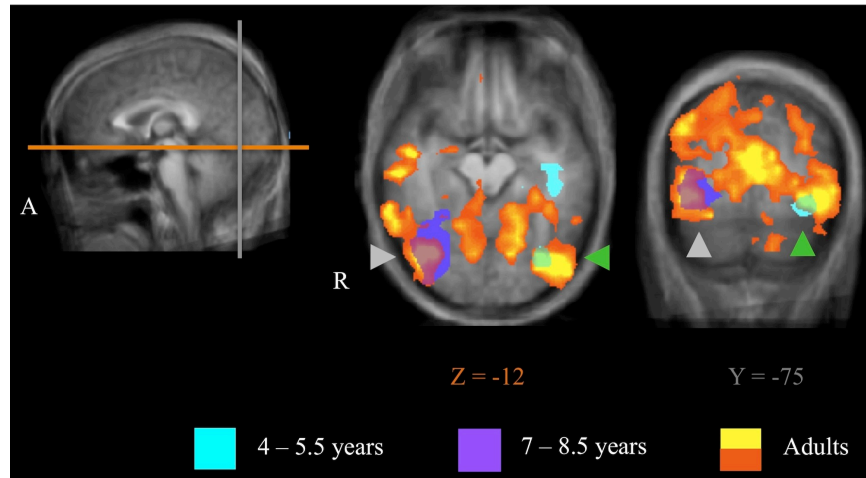 A
R
Z = -12
Y = -75
4 – 5.5 years
7 – 8.5 years
Adults